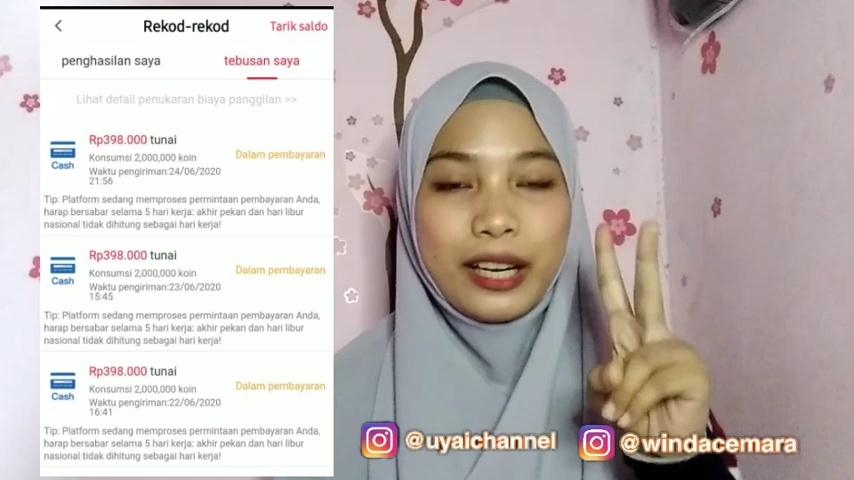 Rekod-rekod
Tarik saldo
penghasilan saya
tebusan saya
Lihat detail penukaran biaya panggilan >>
Rp398.000 tunai
Cash
Konsumsi 2,000,000 koin
Dalam pembayaran
Waktu pengiriman:24/06/2020
21:56
Tip: Platform sedang memproses permintaan pembayaran Anda,
harap bersabar selama 5 hari kerja: akhir pekan dan hari libur
nasional tidak dihitung sebagai hari kerja!
Rp398.000 tunai
Cash
Konsumsi 2,000,000 koin
Dalam pembayaran
Waktu pengiriman:23/06/2020
15:45
Tip: Platform sedang memproses permintaan pembayaran Anda,
harap bersabar selama 5 hari kerja: akhir pekan dan hari libur
nasional tidak dihitung sebagai hari kerja!
Rp398.000 tunai
Cash
Konsumsi 2,000,000 koin
Dalam pembayaran
Waktu pengiriman:22/06/2020
16:41
Tip: Platform sedang memproses permintaan pembayaran Anda,
harap bersabar selama 5 hari kerja: akhir pekan dan hari libur
nasional tidak dihitung sebagai hari kerja!
@uyaichannel
@windacemara